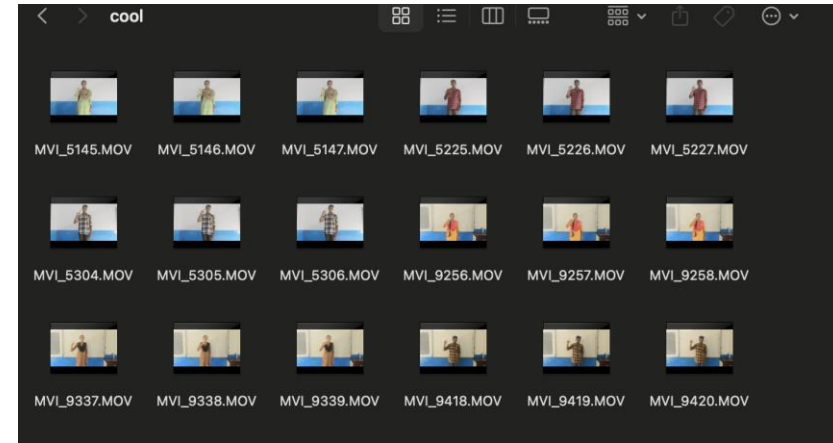 cool
MVI_5145.MOV MVI_5146.MOV MVI_5147.MOV MVI_5225.MOV MVI_5226.MOV MVI_5227.MOV
MVI_5304.MOV MVI_5305.MOV MVI_5306.MOV MVI_9256.MOV MVI_9257.MOV MVI_9258.MOV
MVI_9337.MOV MVI_9338.MOV MVI_9339.MOV MVI_9418.MOV MVI_9419.MOV MVI_9420.MOV